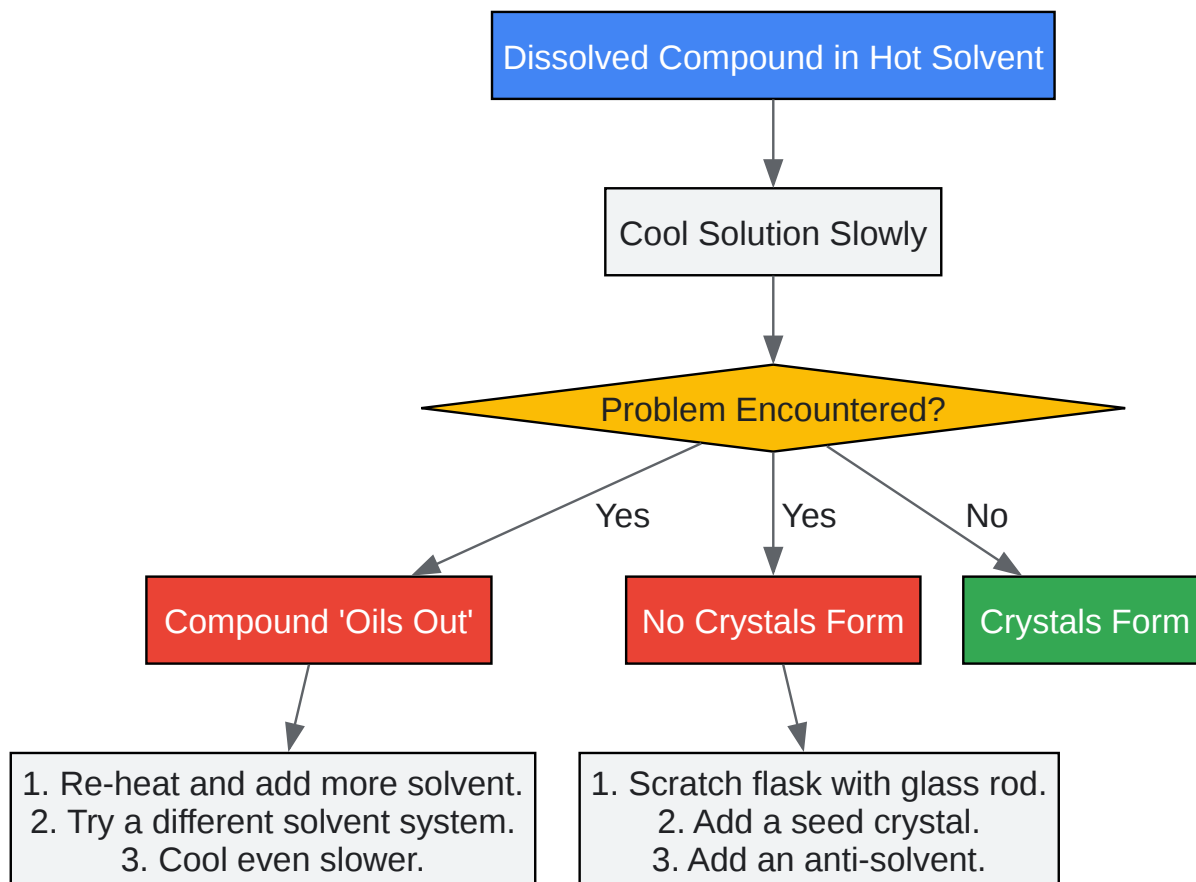 Dissolved Compound in Hot Solvent
Cool Solution Slowly
Problem Encountered?
Yes
Yes
No
Compound 'Oils Out'
No Crystals Form
Crystals Form
1. Re-heat and add more solvent.
2. Try a different solvent system.
3. Cool even slower.
1. Scratch flask with glass rod.
2. Add a seed crystal.
3. Add an anti-solvent.